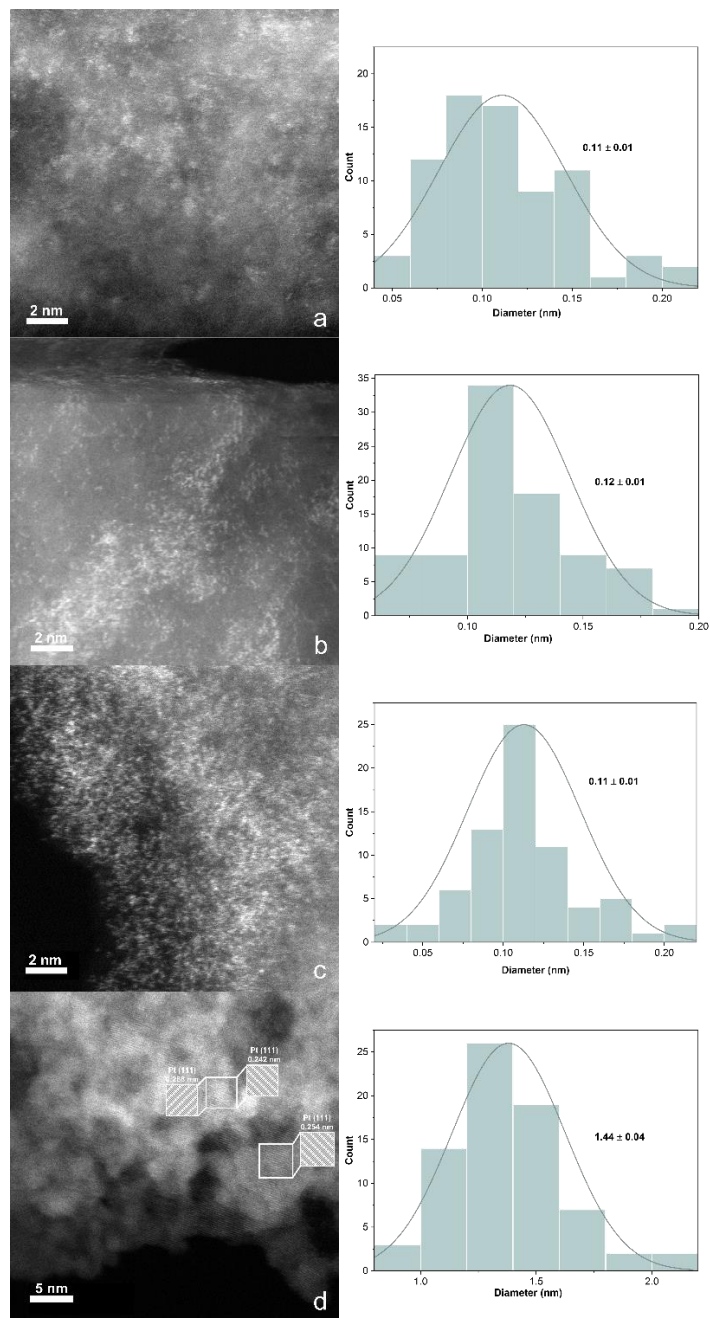 2 nm
a
20
15
10
5
0
Count
0.11 ± 0.01
0.05
0.10
0.15
0.20
Diameter (nm)
2 nm
b
35
30
25
20
15
10
5
0
Count
0.12 ± 0.01
0.10
0.15
0.20
Diameter (nm)
2 nm
c
25
20
15
10
5
0
Count
0.11 ± 0.01
0.05
0.10
0.15
0.20
Diameter (nm)
Pt (111)
0.242 nm
Pt (111)
nm
Pt (111)
0.254 nm
5 nm
d
25
20
15
10
5
0
Count
1.44 ± 0.04
1.0
1.5
2.0
Diameter (nm)